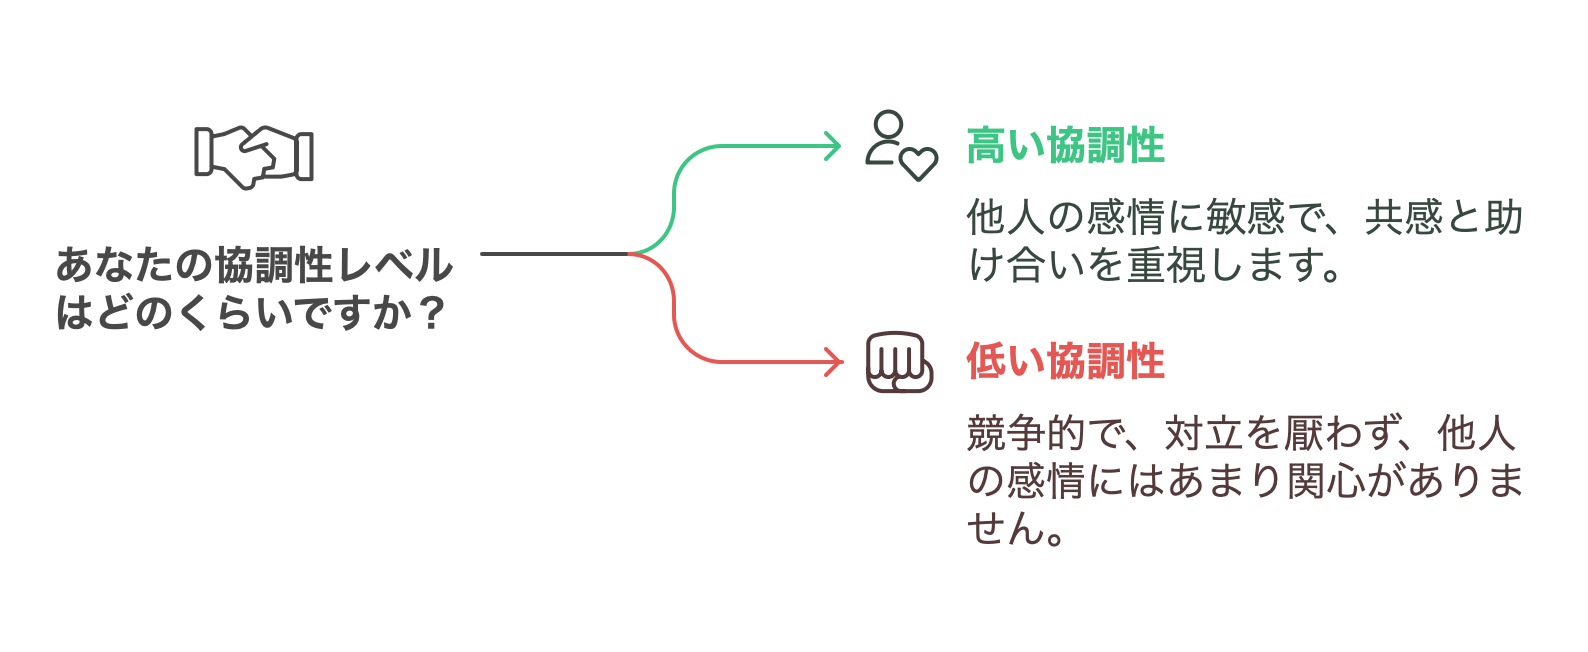 あなたの協調性レベル
はどのくらいですか？
高い協調性
他人の感情に敏感で、共感と助
け合いを重視します。
低い協調性
競争的で、対立を厭わず、他人
の感情にはあまり関心がありま
せん。